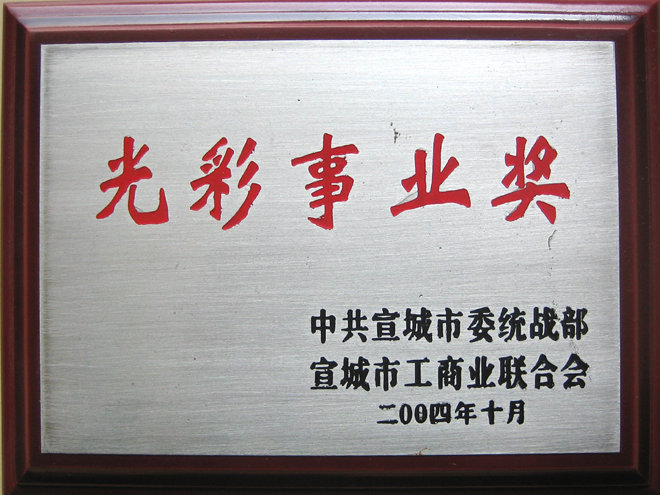 光彩事业奖
中共宣城市委统战部
宣城市工商业联合会
二00四年十月